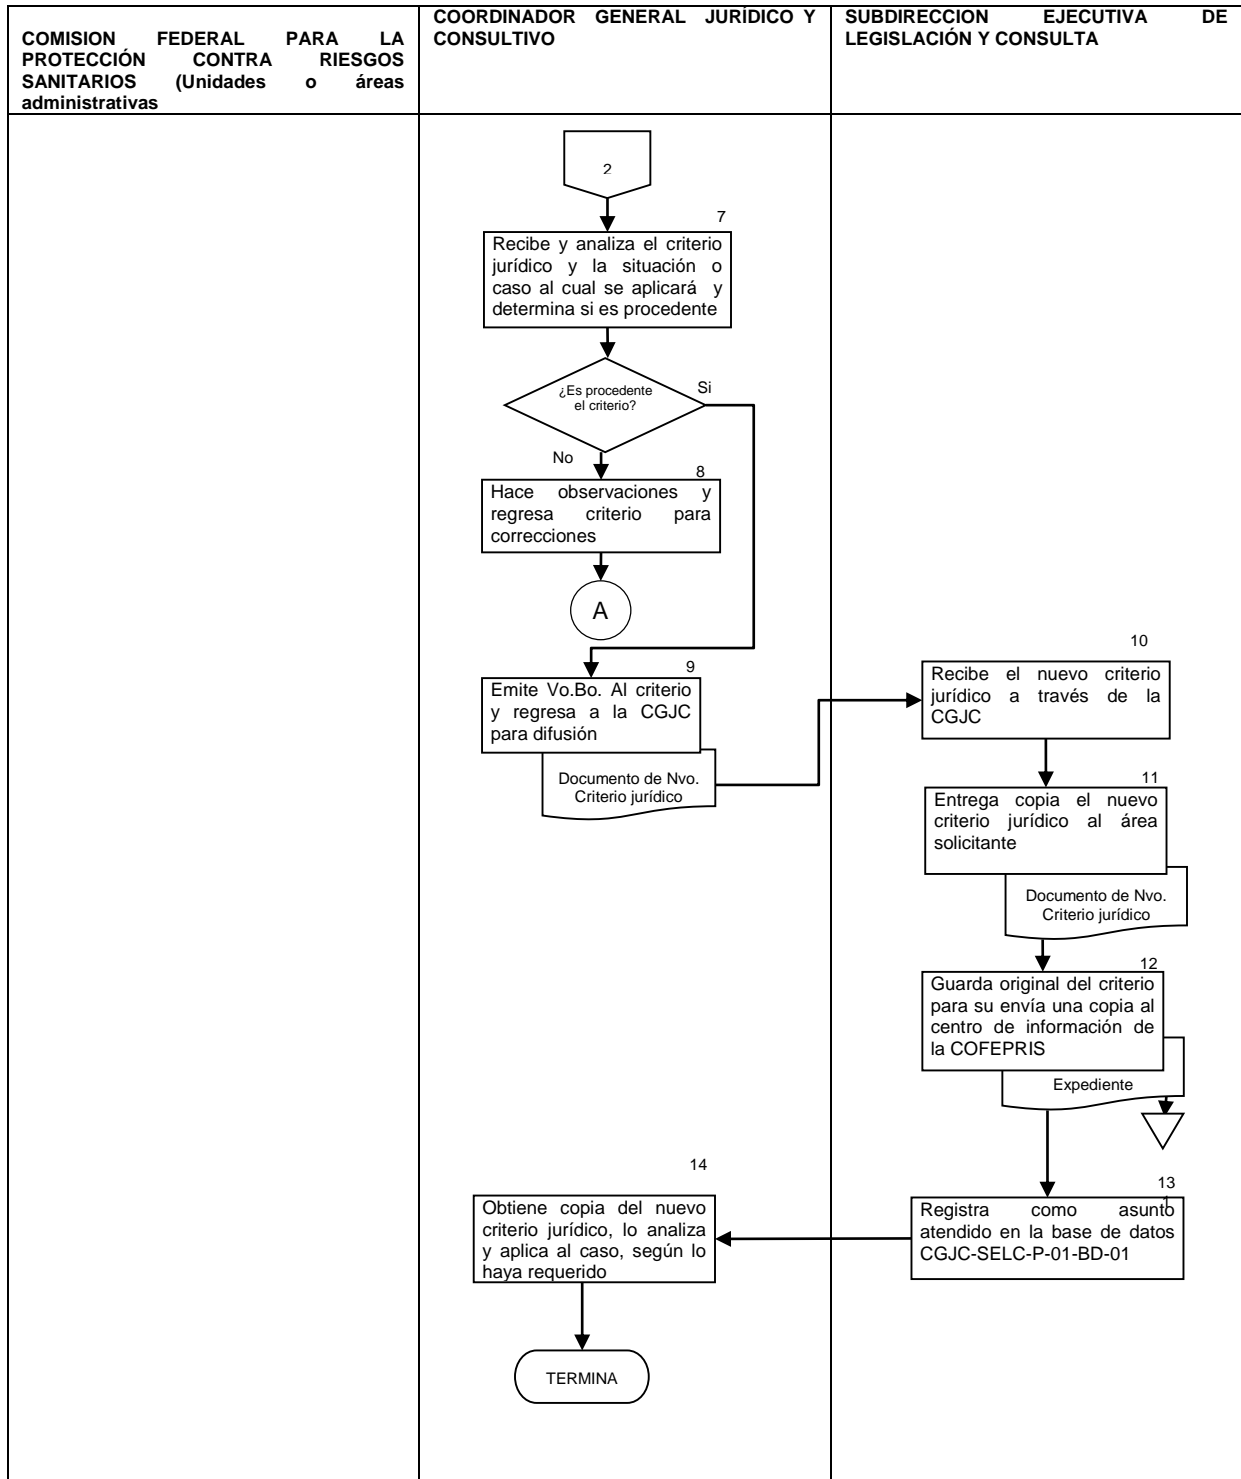 COMISION FEDERAL PARA LA
PROTECCIÓN CONTRA RIESGOS
SANITARIOS (Unidades o áreas
administrativas
COORDINADOR GENERAL JURÍDICO Y
CONSULTIVO
SUBDIRECCION EJECUTIVA DE
LEGISLACIÓN Y CONSULTA
2
7
Recibe y analiza el criterio
jurídico y la situación o
caso al cual se aplicará y
determina si es procedente
¿Es procedente
el criterio?
Si
No
8
Hace observaciones y
regresa criterio para
correcciones
A
9
Emite Vo.Bo. Al criterio
y regresa a la CGJC
para difusión
Documento de Nvo.
Criterio jurídico
10
Recibe el nuevo criterio
jurídico a través de la
CGJC
11
Entrega copia el nuevo
criterio jurídico al área
solicitante
Documento de Nvo.
Criterio jurídico
12
Guarda original del criterio
para su envía una copia al
centro de información de
la COFEPRIS
Expediente
13
1
Registra como asunto
atendido en la base de datos
CGJC-SELC-P-01-BD-01
14
Obtiene copia del nuevo
criterio jurídico, lo analiza
y aplica al caso, según lo
haya requerido
TERMINA